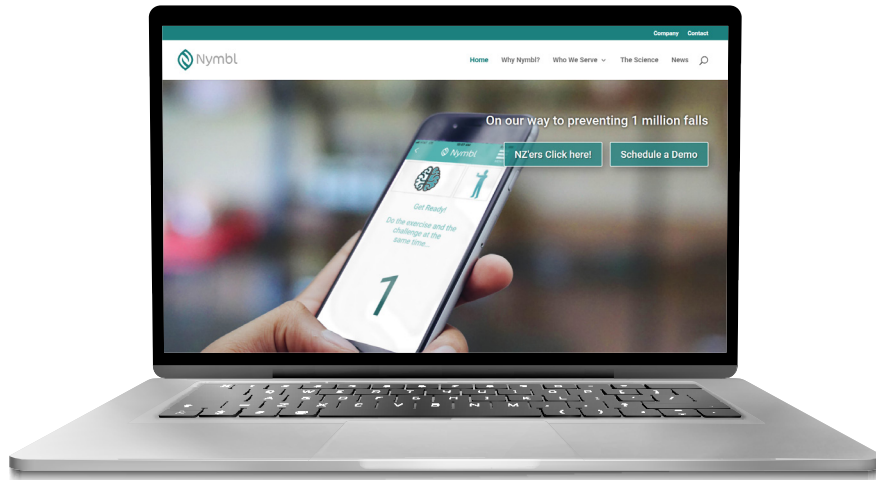 Company Contact
Nymbl
Home Why Nymbl? Who We Serve The Science News
On our way to preventing 1 million falls
NZ'ers Click here! Schedule a Demo
Nymbl
Get Ready!
Do the exercise and the
challenge at the
same time...
1